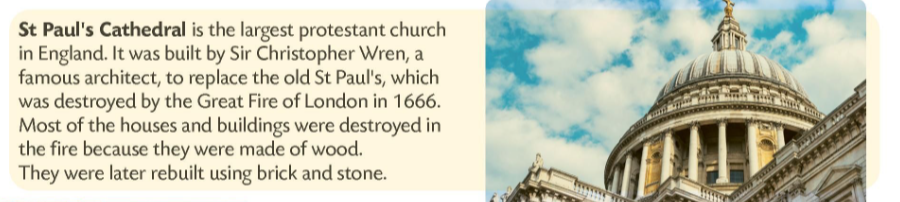 St Paul's Cathedral is the largest protestant church
in England. It was built by Sir Christopher Wren, a
famous architect, to replace the old St Paul's, which
was destroyed by the Great Fire of London in 1666.
Most of the houses and buildings were destroyed in
the fire because they were made of wood.
They were later rebuilt using brick and stone.